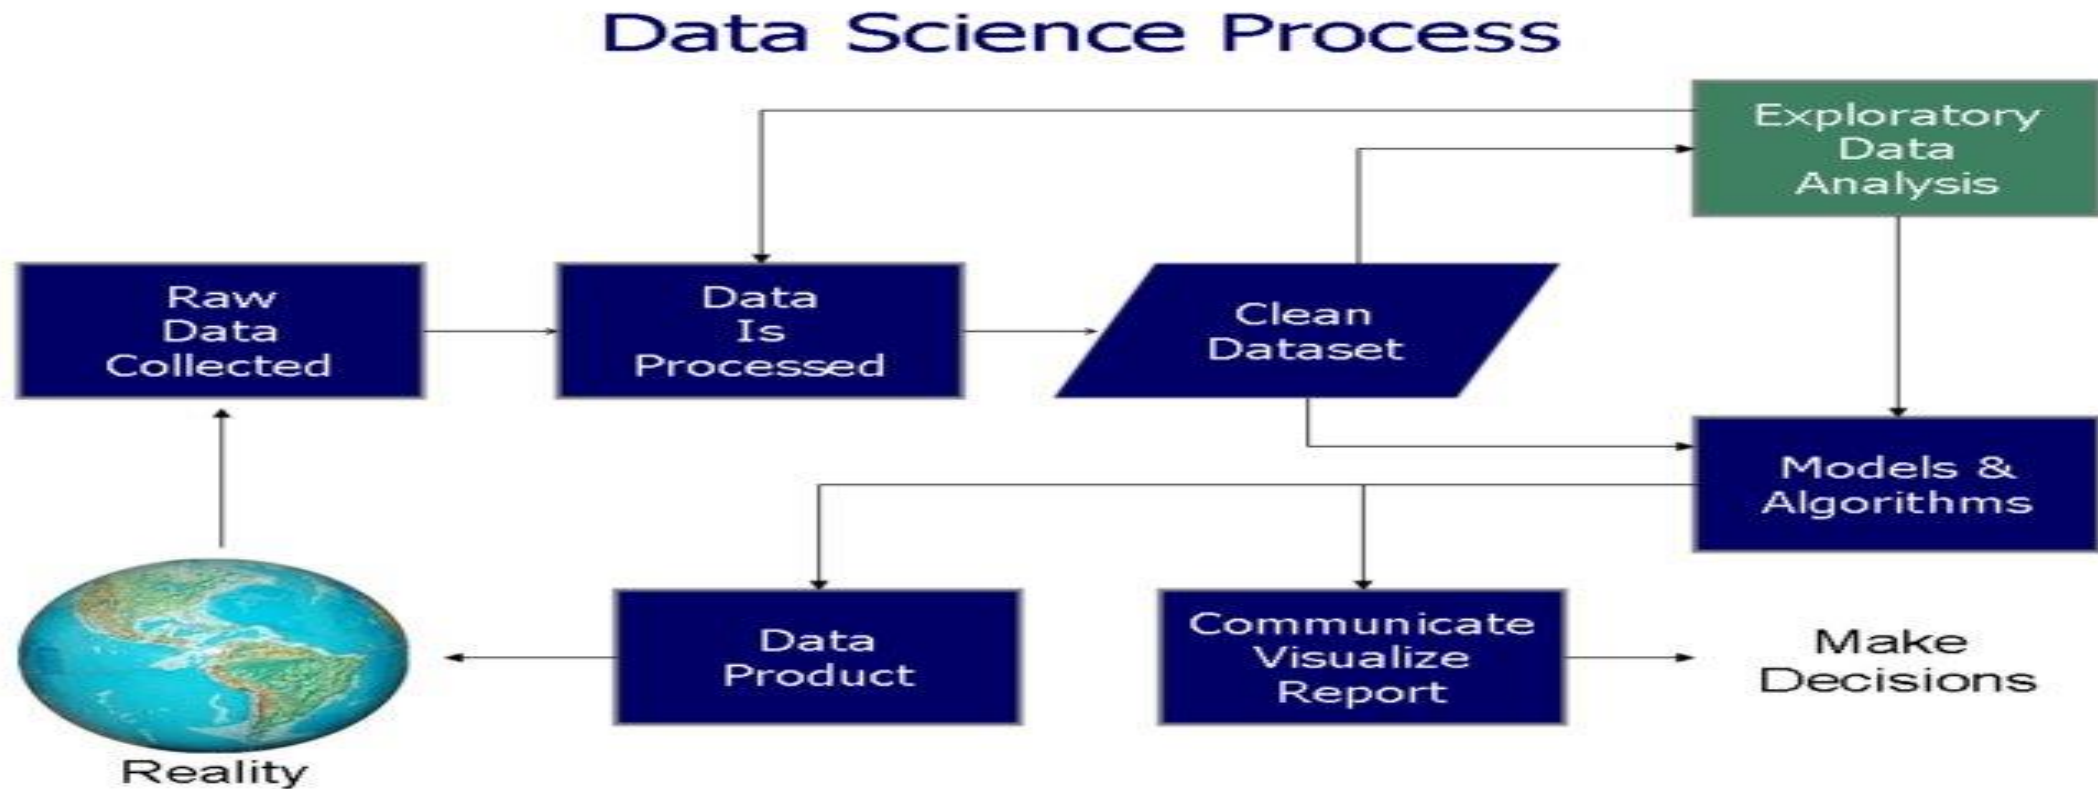 Data Science Process
Exploratory
Data
Analysis
Raw
Data
Collected
Data
Is
Processed
Clean
Dataset
Models &
Algorithms
Data
Product
Communicate
Visualize
Report
Make
Decisions
Reality